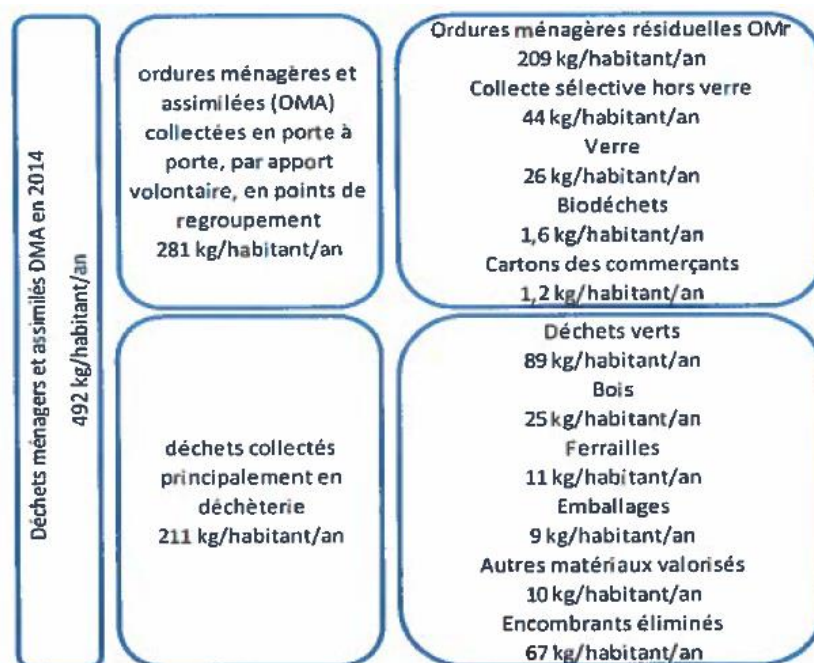 Déchets ménagers et assimilés DMA en 2014
492 kg/habitant/an
ordures ménagères et
assimilées (OMA)
collectées en porte à
porte, par apport
volontaire, en points de
regroupement
281 kg/habitant/an
Ordures ménagères résiduelles OMr
209 kg/habitant/an
Collecte sélective hors verre
44 kg/habitant/an
Verre
26 kg/habitant/an
Biodéchets
1,6 kg/habitant/an
Cartons des commerçants
1,2 kg/habitant/an
déchets collectés
principalement en
déchèterie
211 kg/habitant/an
Déchets verts
89 kg/habitant/an
Bois
25 kg/habitant/an
Ferrailles
11 kg/habitant/an
Emballages
9 kg/habitant/an
Autres matériaux valorisés
10 kg/habitant/an
Encombrants éliminés
67 kg/habitant/an